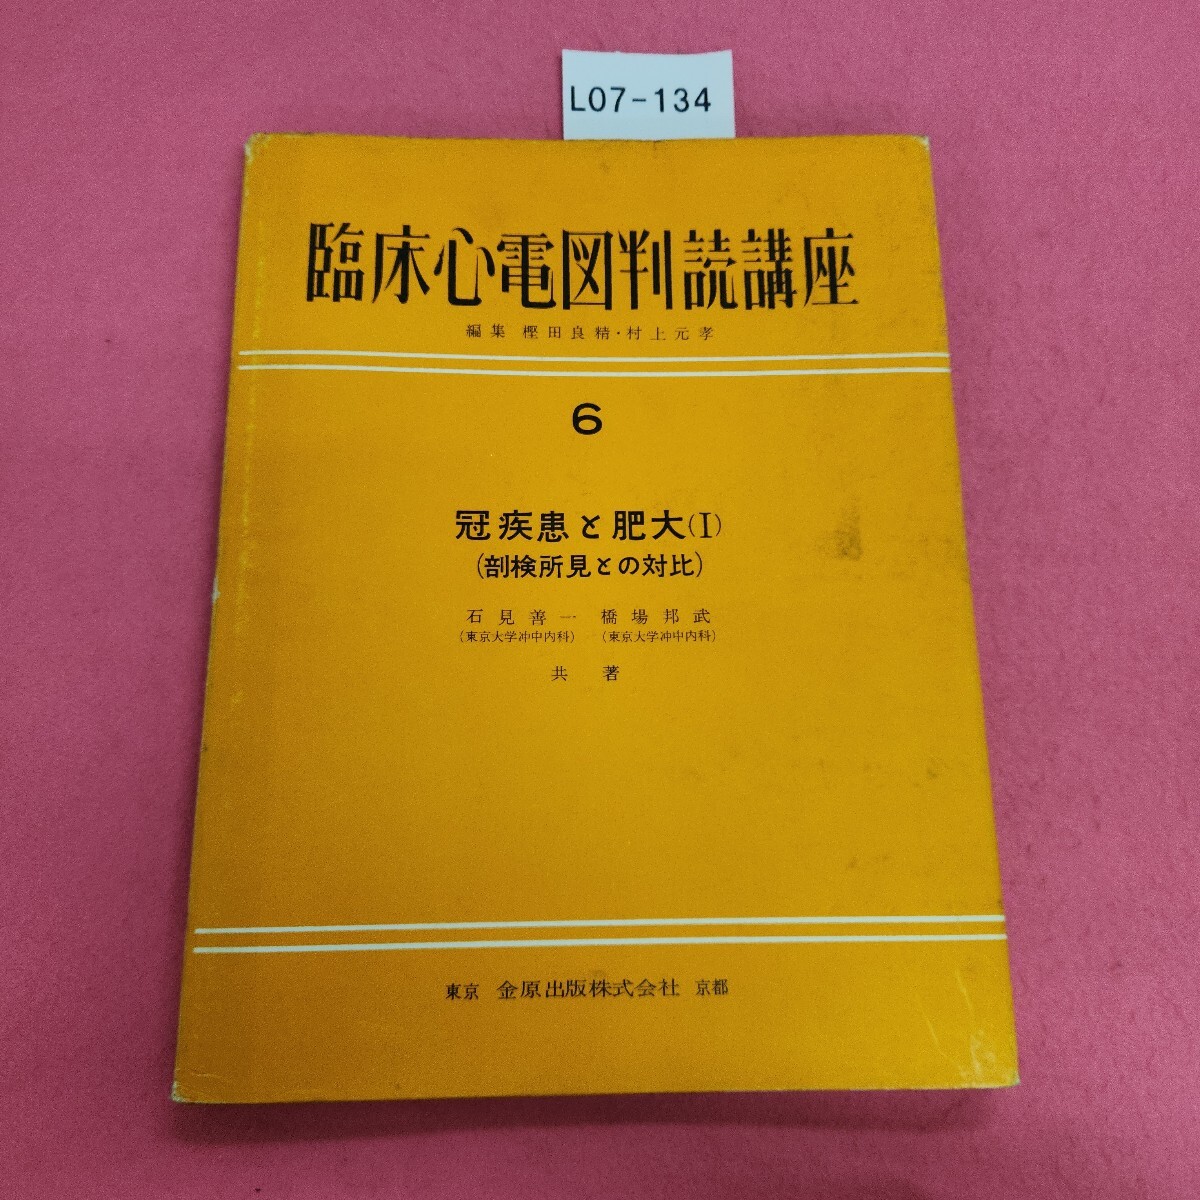 L07-134
臨床心電図判読講座
編集 樫田良精・村上元孝
6
冠疾患と肥大(I)
(剖検所見との対比)
石見善一 橋場邦武
(東京大学冲中内科) (東京大学冲中内科)
共著
東京 金原出版株式会社 京都